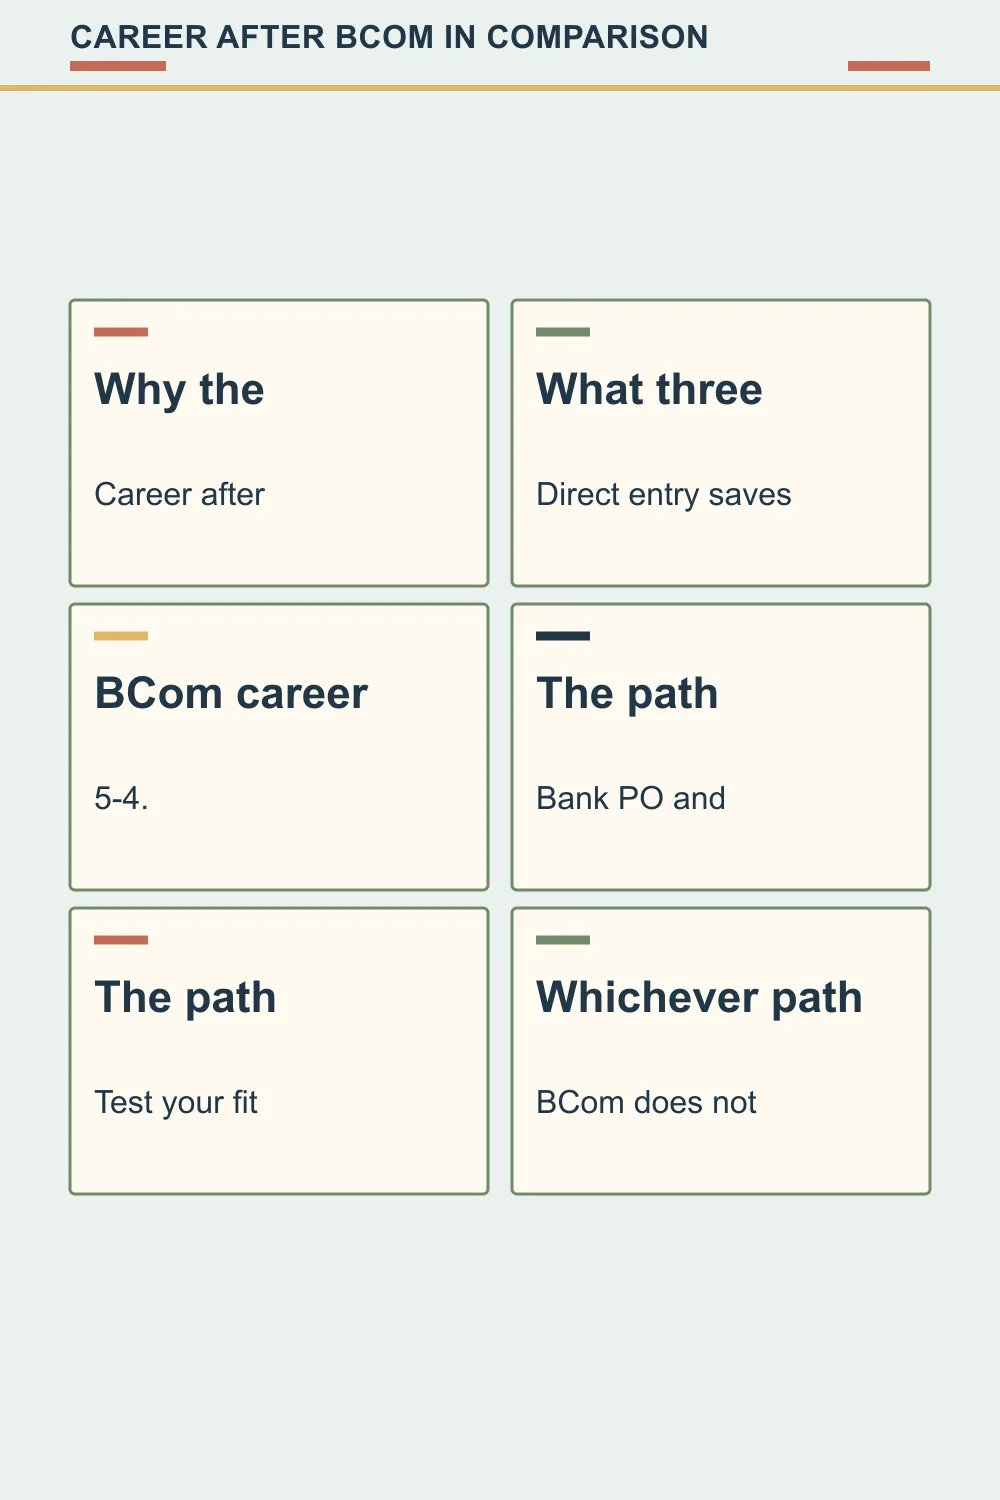 CAREER AFTER BCOM IN COMPARISON
Why the
Career after
What three
Direct entry saves
BCom career
5-4.
The path
Bank PO and
The path
Test your fit
Whichever path
BCom does not